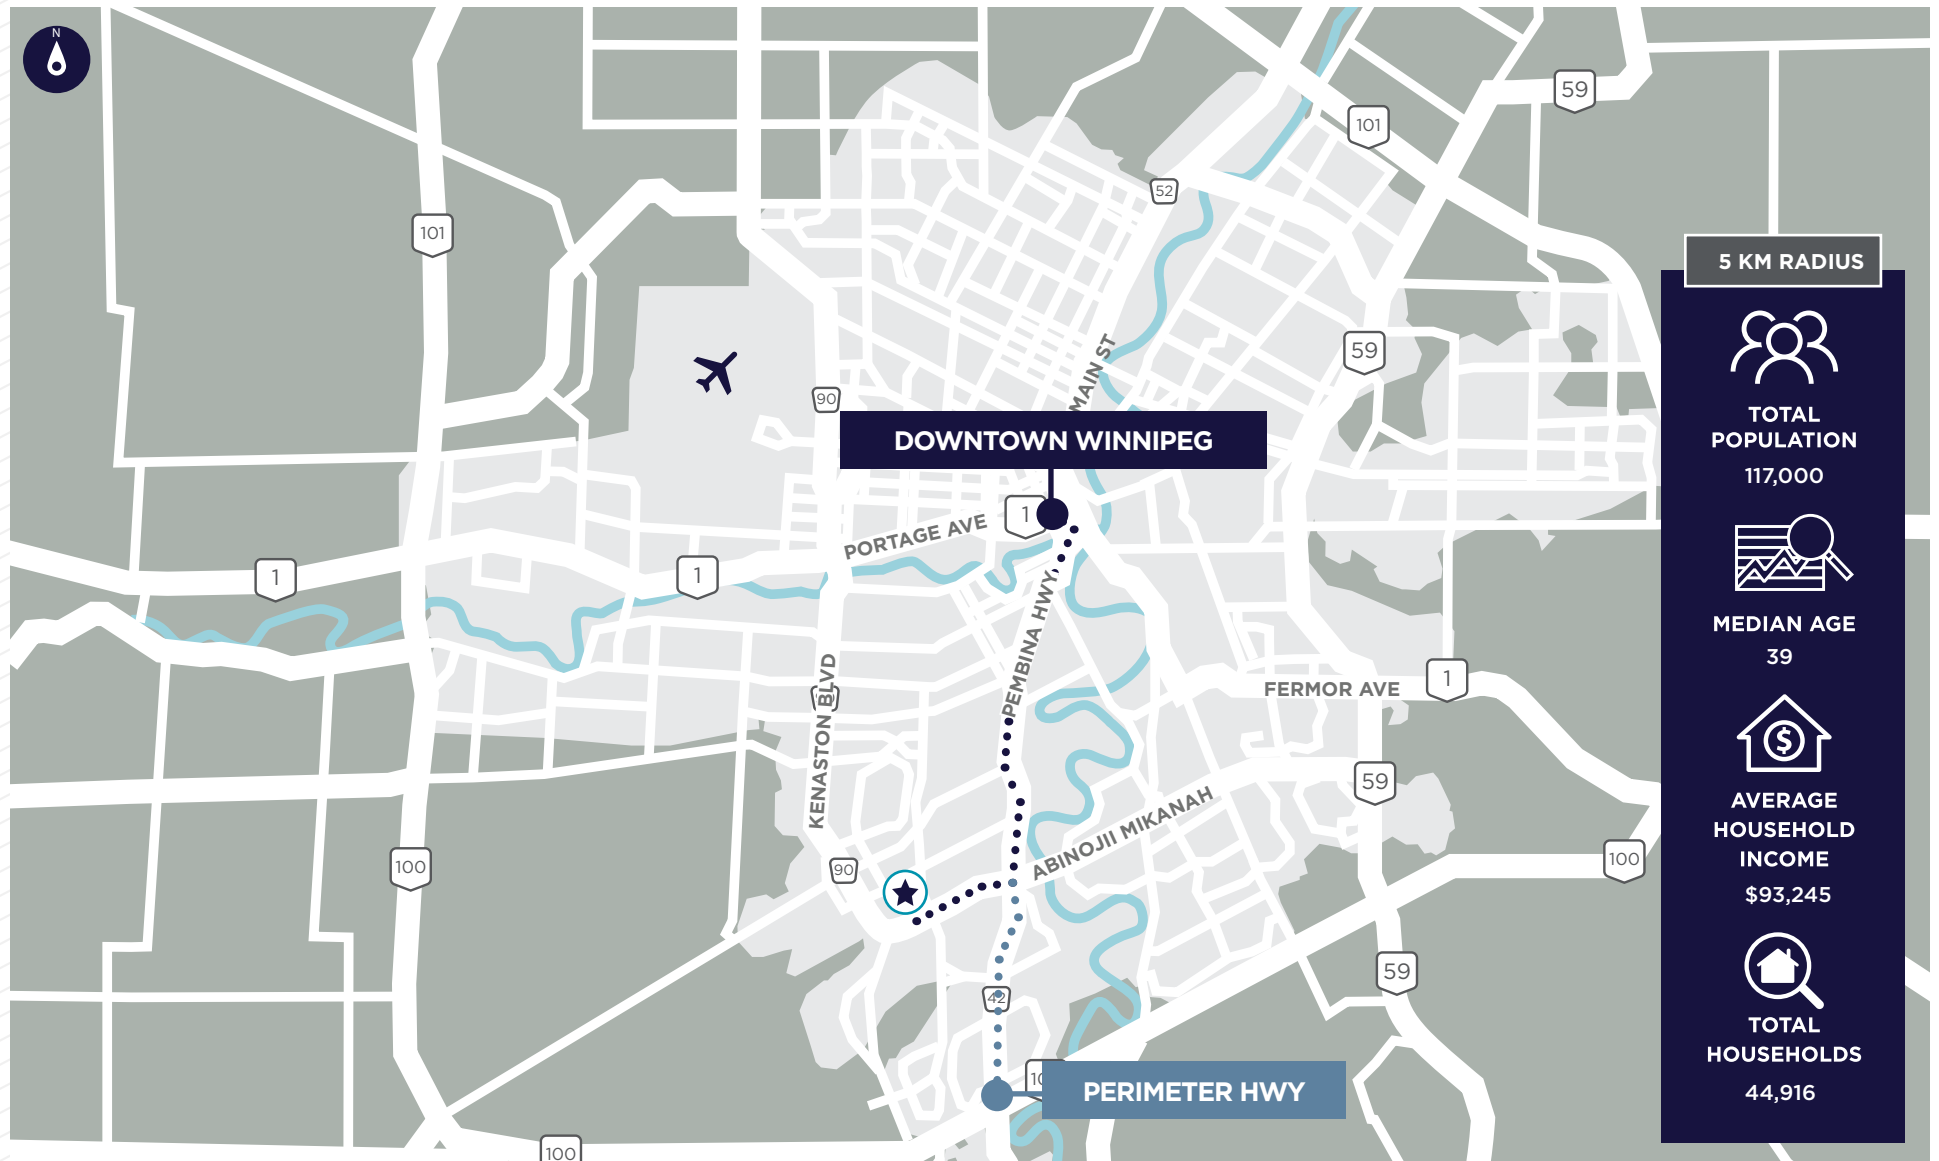 N
59
101
52
101
5 KM RADIUS
59
MAIN ST
90
TOTAL
POPULATION
117,000
DOWNTOWN WINNIPEG
1
PORTAGE AVE
1
1
PEMBINA HWY
MEDIAN AGE
39
KENASTON BLVD
FERMOR AVE
1
AVERAGE
HOUSEHOLD
INCOME
$93,245
59
ABINOJII MIKANAH
100
90
100
59
42
TOTAL
HOUSEHOLDS
44,916
PERIMETER HWY
100